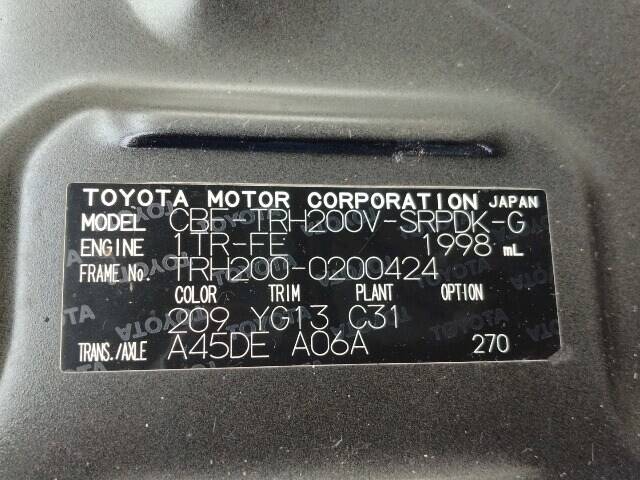 TOYOTA MOTOR CORPORATION JAPAN
MODEL CBF-TRH200V-SRPDK-G
ENGINE 1TR-FE 1998 mL
FRAME No. TRH200-0200424
COLOR TRIM PLANT OPTION
209 YG13 C31
TRANS./AXLE A45DE A06A 270